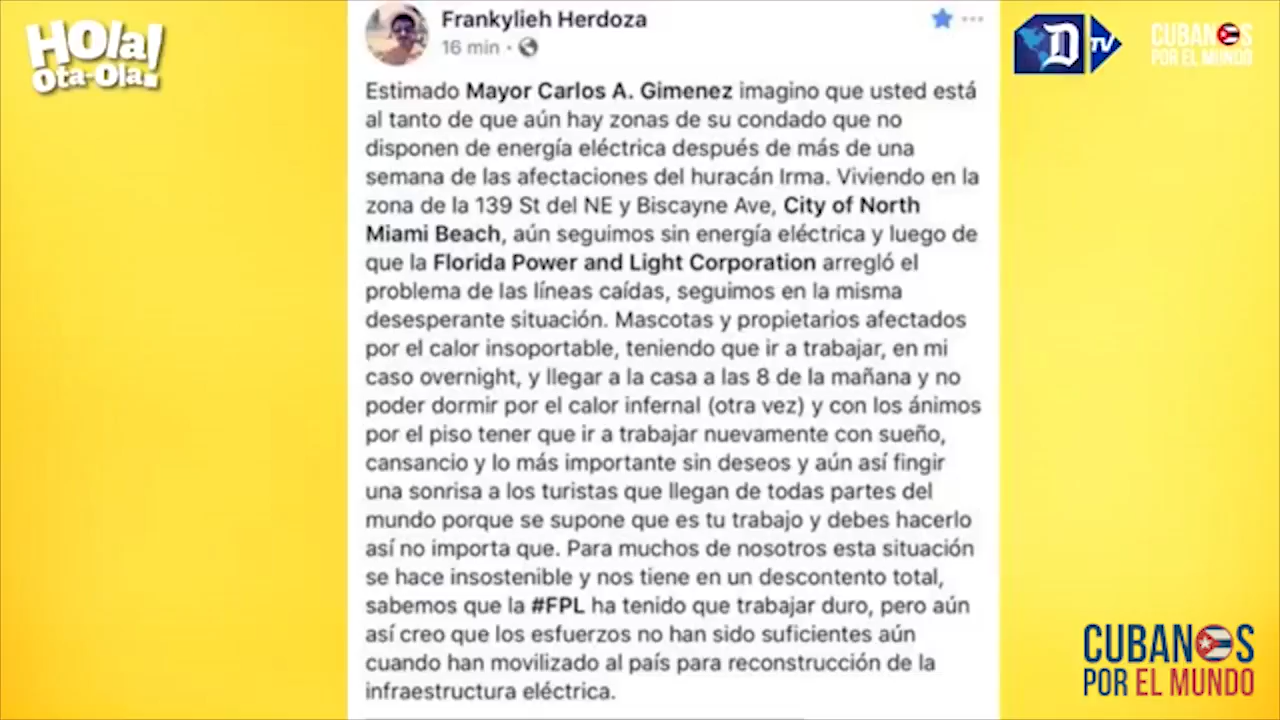 HOla!
Ota-Ola!
Frankylieh Herdoza
16 min
D TV
CUBANOS
POR EL MUNDO
Estimado Mayor Carlos A. Gimenez imagino que usted está
al tanto de que aún hay zonas de su condado que no
disponen de energía eléctrica después de más de una
semana de las afectaciones del huracán Irma. Viviendo en la
zona de la 139 St del NE y Biscayne Ave, City of North
Miami Beach, aún seguimos sin energía eléctrica y luego de
que la Florida Power and Light Corporation arregló el
problema de las líneas caídas, seguimos en la misma
desesperante situación. Mascotas y propietarios afectados
por el calor insoportable, teniendo que ir a trabajar, en mi
caso overnight, y llegar a la casa a las 8 de la mañana y no
poder dormir por el calor infernal (otra vez) y con los ánimos
por el piso tener que ir a trabajar nuevamente con sueño,
cansancio y lo más importante sin deseos y aún así fingir
una sonrisa a los turistas que llegan de todas partes del
mundo porque se supone que es tu trabajo y debes hacerlo
así no importa que. Para muchos de nosotros esta situación
se hace insostenible y nos tiene en un descontento total,
sabemos que la #FPL ha tenido que trabajar duro, pero aún
así creo que los esfuerzos no han sido suficientes aún
cuando han movilizado al país para reconstrucción de la
infraestructura eléctrica.
CUBANOS
POR EL MUNDO